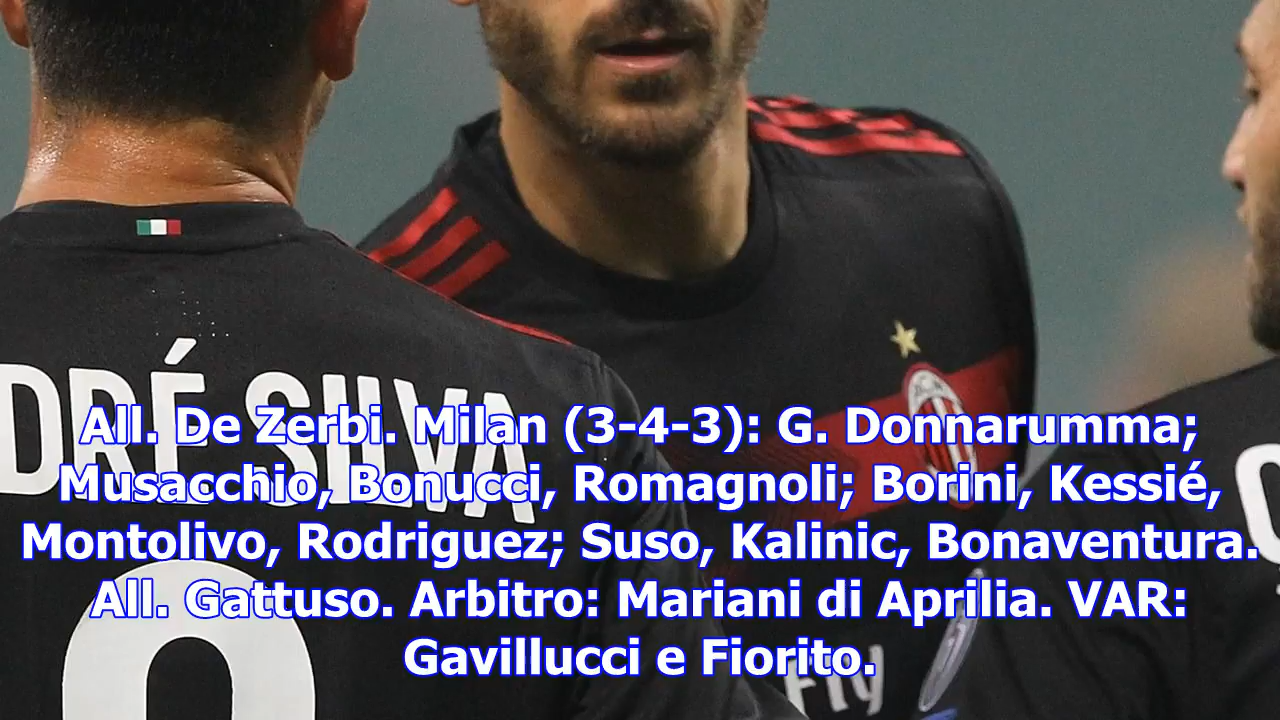 DRÉ SILVA
All. De Zerbi. Milan (3-4-3): G. Donnarumma;
Musacchio, Bonucci, Romagnoli; Borini, Kessié,
Montolivo, Rodriguez; Suso, Kalinic, Bonaventura.
All. Gattuso. Arbitro: Mariani di Aprilia. VAR:
Gavillucci e Fiorito.
Fly